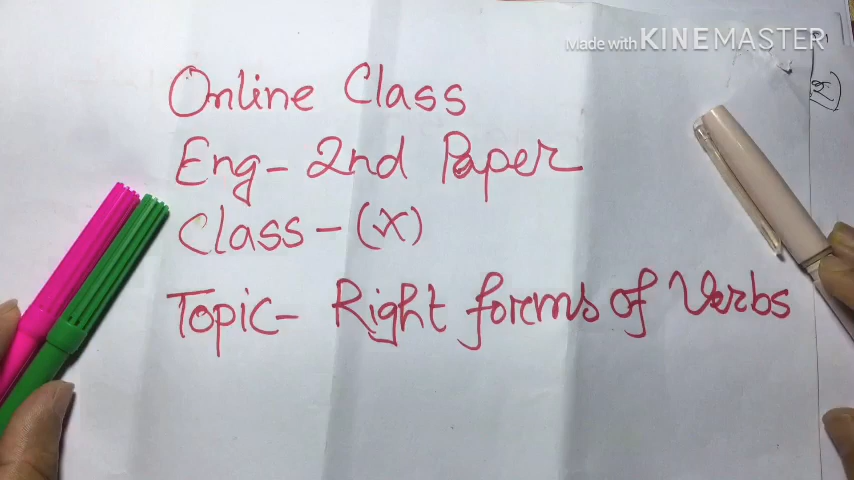 Made with KINEMASTER
Online Class
Eng- 2nd Paper
Class - (X)
Topic- Right forms of Verbs